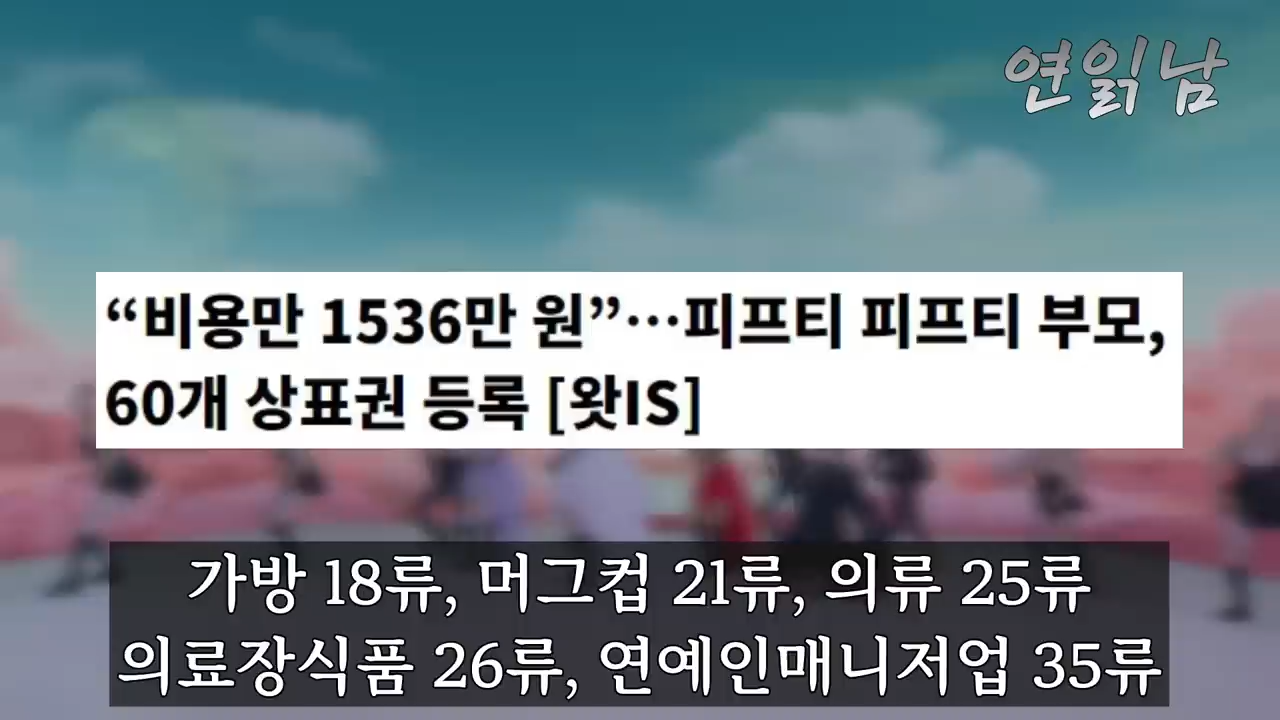 연읽남
“비용만 1536만 원”…피프티 피프티 부모,
60개 상표권 등록 [왓IS]
가방 18류, 머그컵 21류, 의류 25류
의료장식품 26류, 연예인매니저업 35류